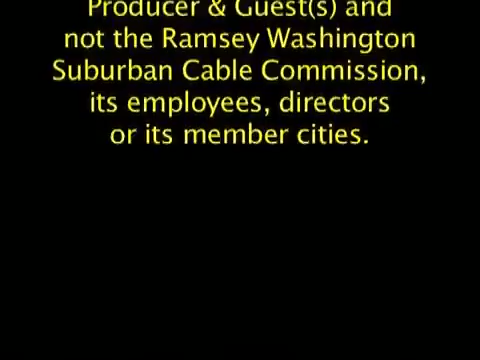 Producer & Guest(s) and
not the Ramsey Washington
Suburban Cable Commission,
its employees, directors
or its member cities.